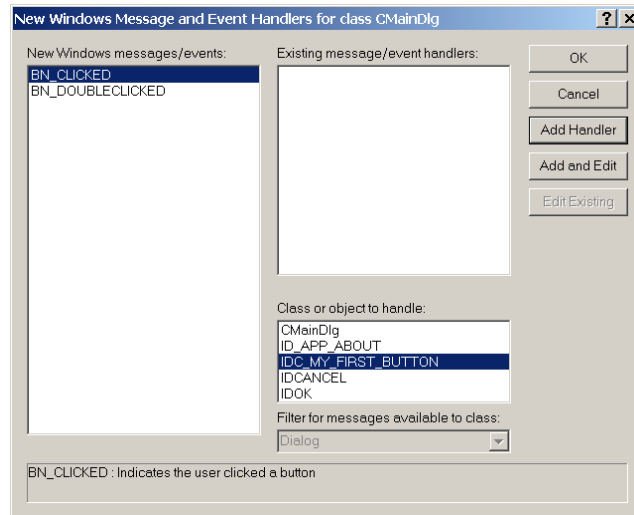 New Windows Message and Event Handlers for class CMainDlg
New Windows messages/events:
BN_CLICKED
BN_DOUBLECLICKED
Existing message/event handlers:
OK
Cancel
Add Handler
Add and Edit
Edit Existing
Class or object to handle:
CMainDlg
ID_APP_ABOUT
IDC_MY_FIRST_BUTTON
IDCANCEL
IDOK
Filter for messages available to class:
Dialog
BN_CLICKED : Indicates the user clicked a button